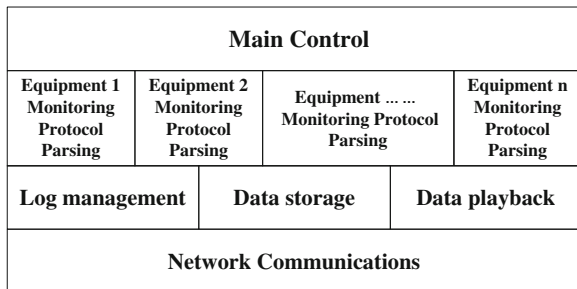 Main Control
Equipment 1
Monitoring
Protocol
Parsing
Equipment 2
Monitoring
Protocol
Parsing
Equipment ... ...
Monitoring Protocol
Parsing
Equipment n
Monitoring
Protocol
Parsing
Log management
Data storage
Data playback
Network Communications